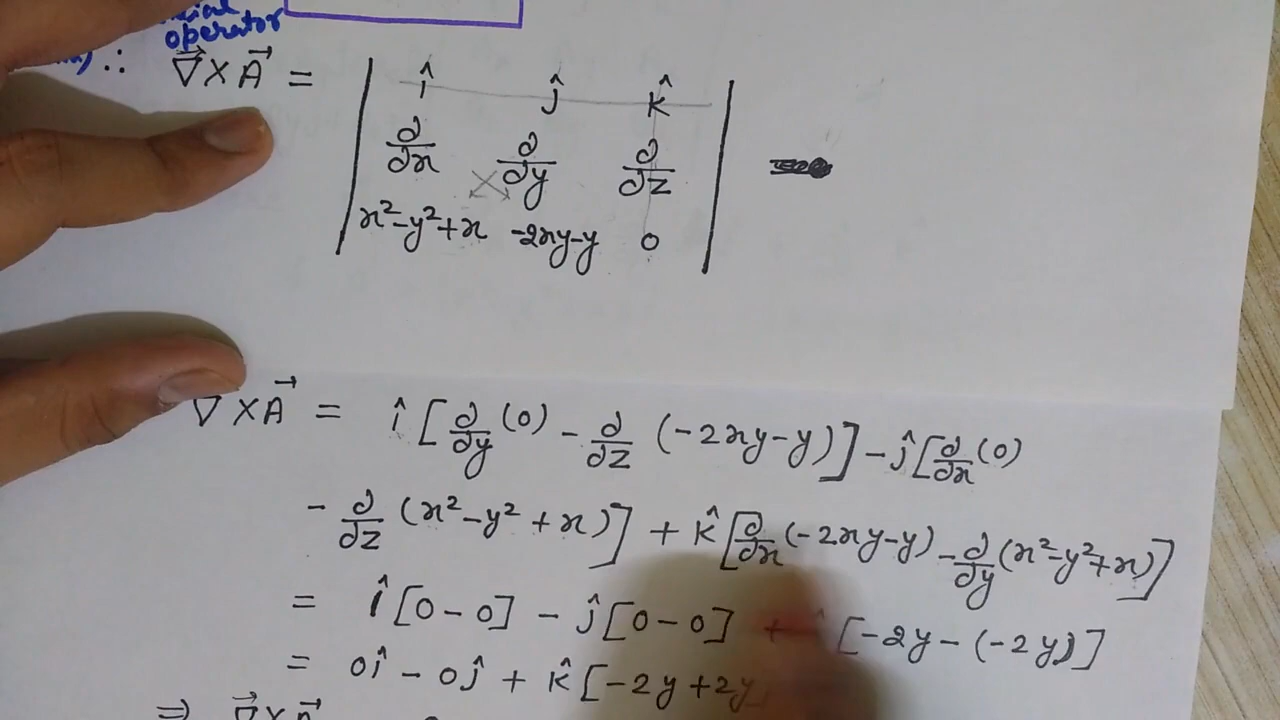 operator
∴ ∇⃗ × A⃗ = | î ĵ k̂ |
| ∂/∂x ∂/∂y ∂/∂z |
| x²-y²+x -2xy-y 0 |
∇ × A⃗ = î [∂/∂y (0) - ∂/∂z (-2xy-y)] - ĵ [∂/∂x (0)
- ∂/∂z (x²-y²+x)] + k̂ [∂/∂x (-2xy-y) - ∂/∂y (x²-y²+x)]
= î [0-0] - ĵ [0-0] + [-2y-(-2y)]
= 0î - 0ĵ + k̂ [-2y+2y
⇒ ∇⃗ × A⃗